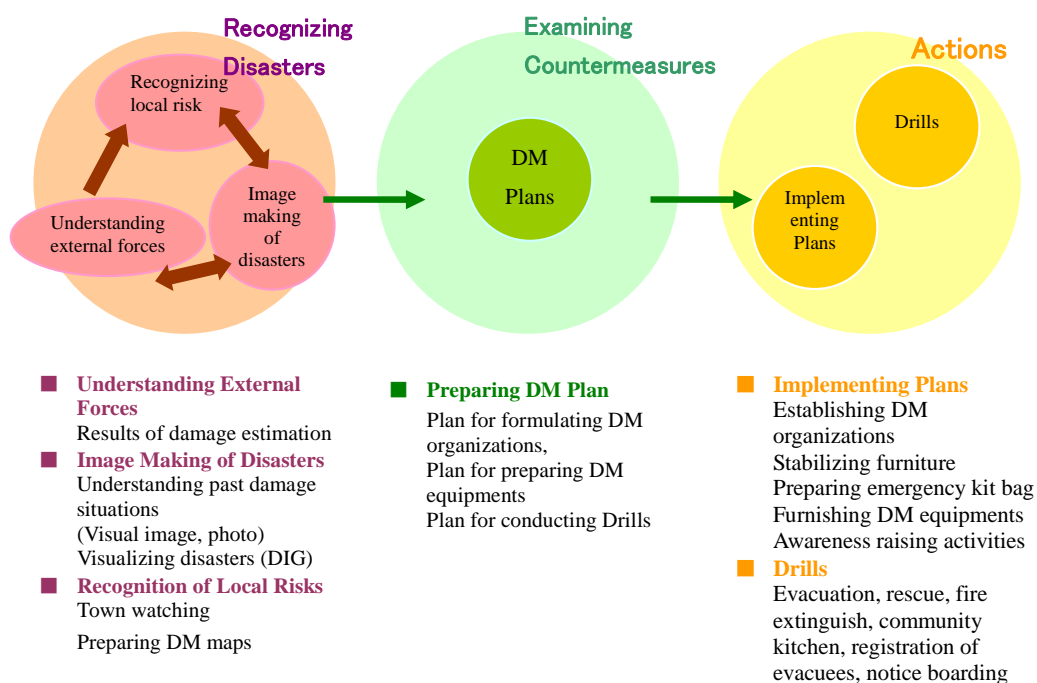 Recognizing
Disasters
Recognizing
local risk
Image
making
of
disasters
Understanding
external forces
Examining
Countermeasures
DM
Plans
Actions
Drills
Implem
enting
Plans
■ Understanding External
Forces
Results of damage estimation
■ Image Making of Disasters
Understanding past damage
situations
(Visual image, photo)
Visualizing disasters (DIG)
■ Recognition of Local Risks
Town watching
Preparing DM maps
■ Preparing DM Plan
Plan for formulating DM
organizations,
Plan for preparing DM
equipments
Plan for conducting Drills
■ Implementing Plans
Establishing DM
organizations
Stabilizing furniture
Preparing emergency kit bag
Furnishing DM equipments
Awareness raising activities
■ Drills
Evacuation, rescue, fire
extinguish, community
kitchen, registration of
evacuees, notice boarding